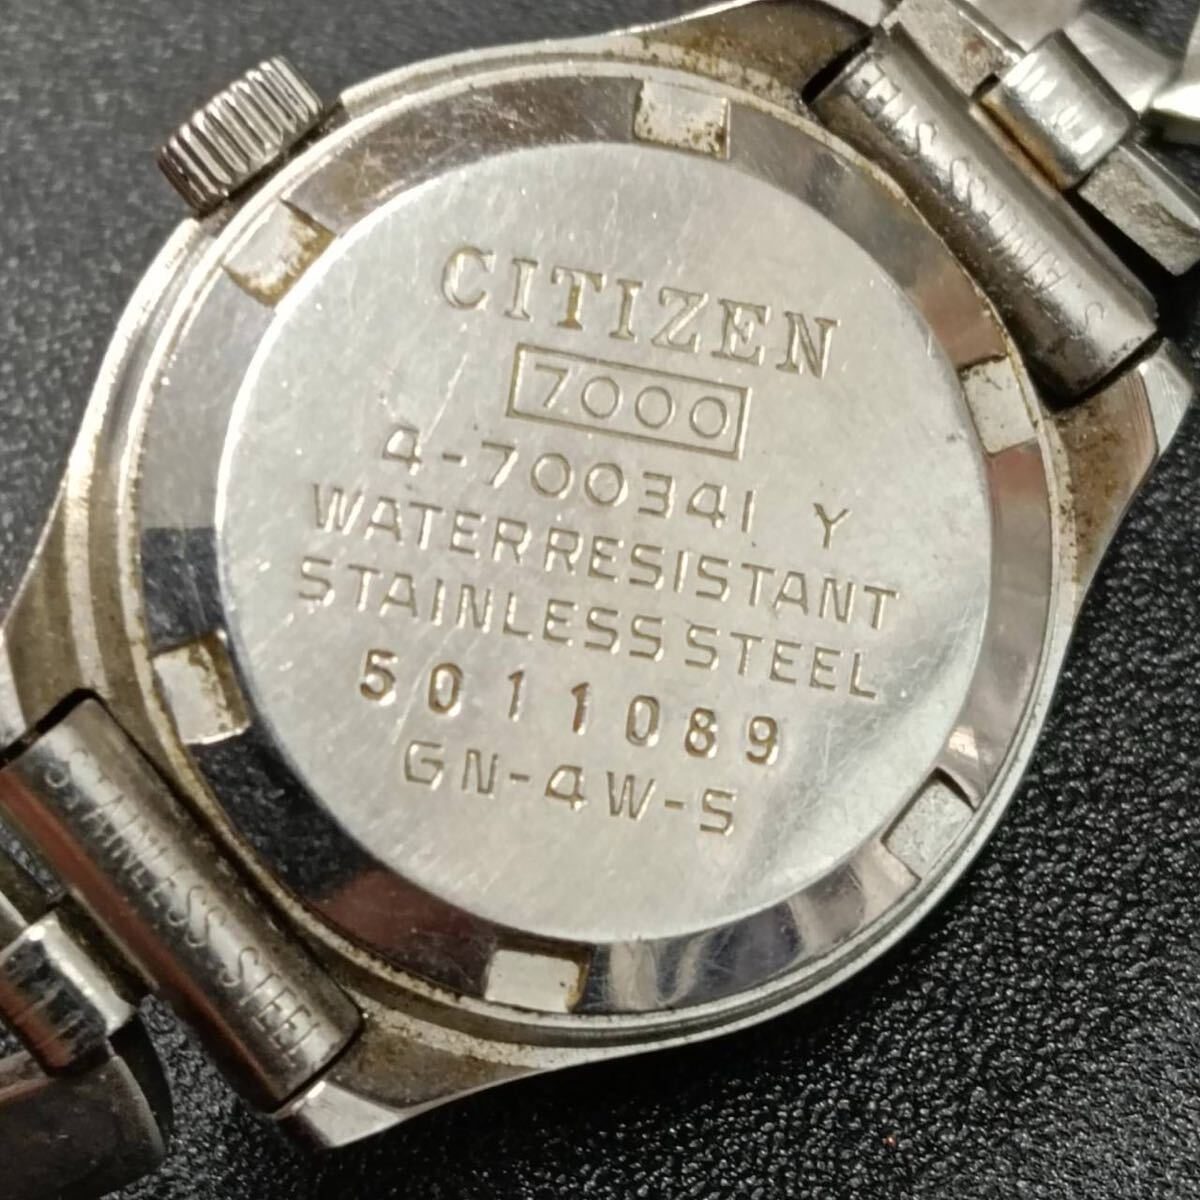 CITIZEN
7000
4-700341 Y
WATER RESISTANT
STAINLESS STEEL
5011089
GN-4W-S
STAINLESS STEEL
STAINLESS STEEL